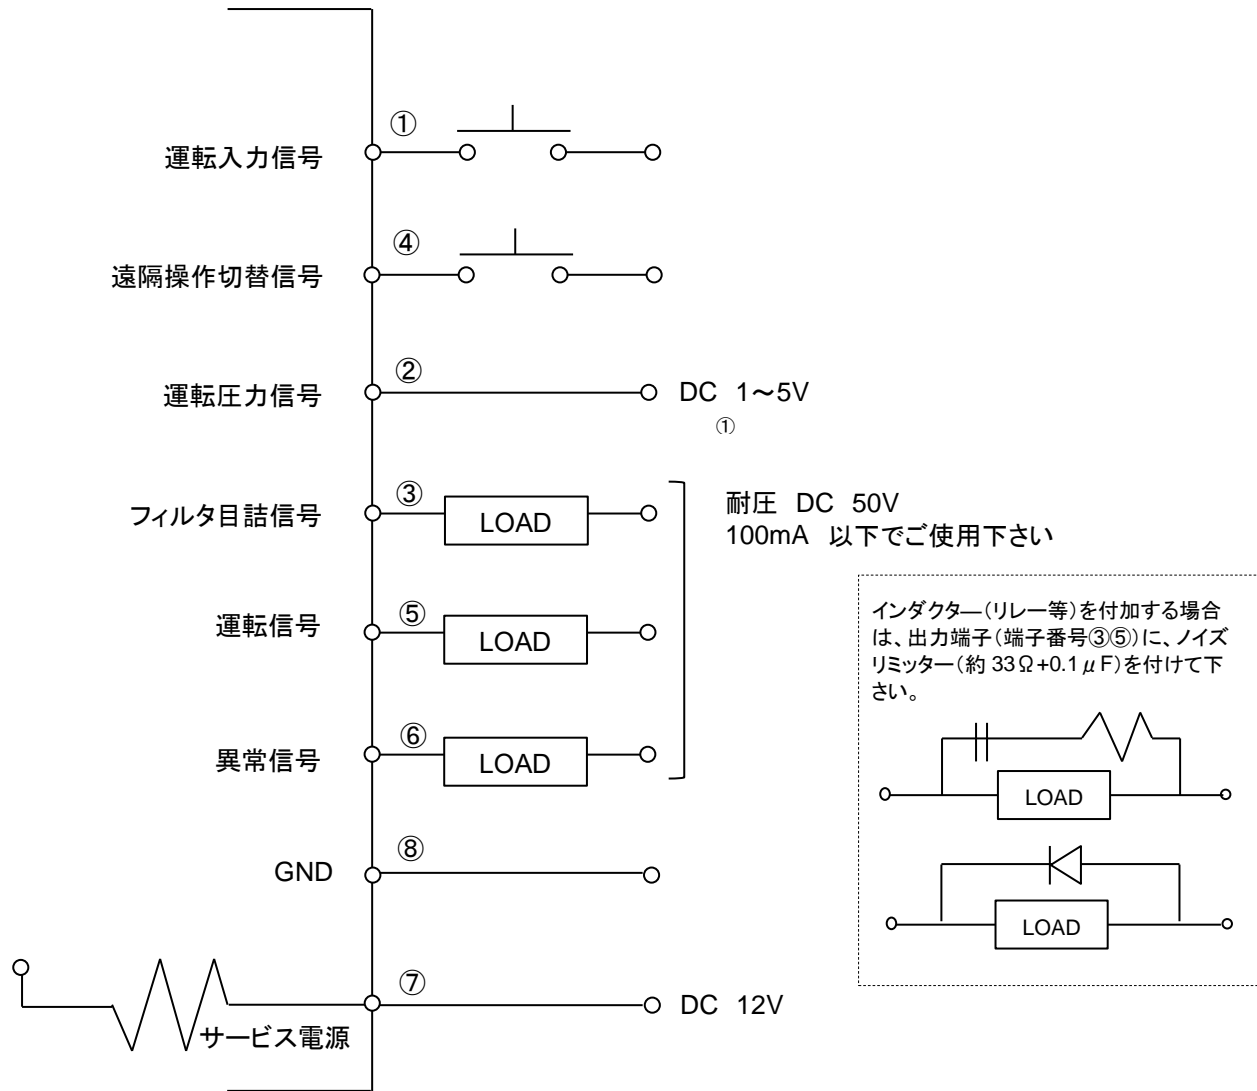 ①
運転入力信号
④
遠隔操作切替信号
②
運転圧力信号
DC 1～5V
①
③
フィルタ目詰信号
LOAD
耐圧 DC 50V
100mA 以下でご使用下さい
⑤
運転信号
LOAD
⑥
異常信号
LOAD
⑧
GND
⑦
サービス電源
DC 12V
インダクタ―（リレー等）を付加する場合
は、出力端子（端子番号③⑤）に、ノイズ
リミッター（約 33Ω+0.1μF）を付けて下
さい。
LOAD
LOAD